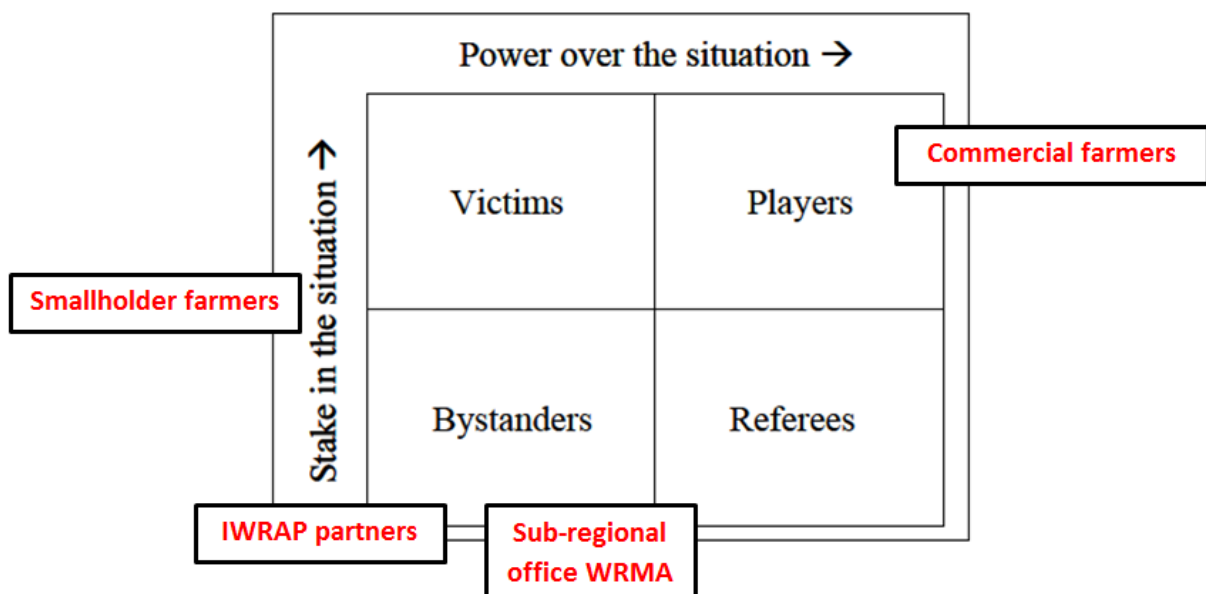 Power over the situation →
Commercial farmers
Stake in the situation →
Victims
Players
Smallholder farmers
Bystanders
Referees
IWRAP partners
Sub-regional
office WRMA